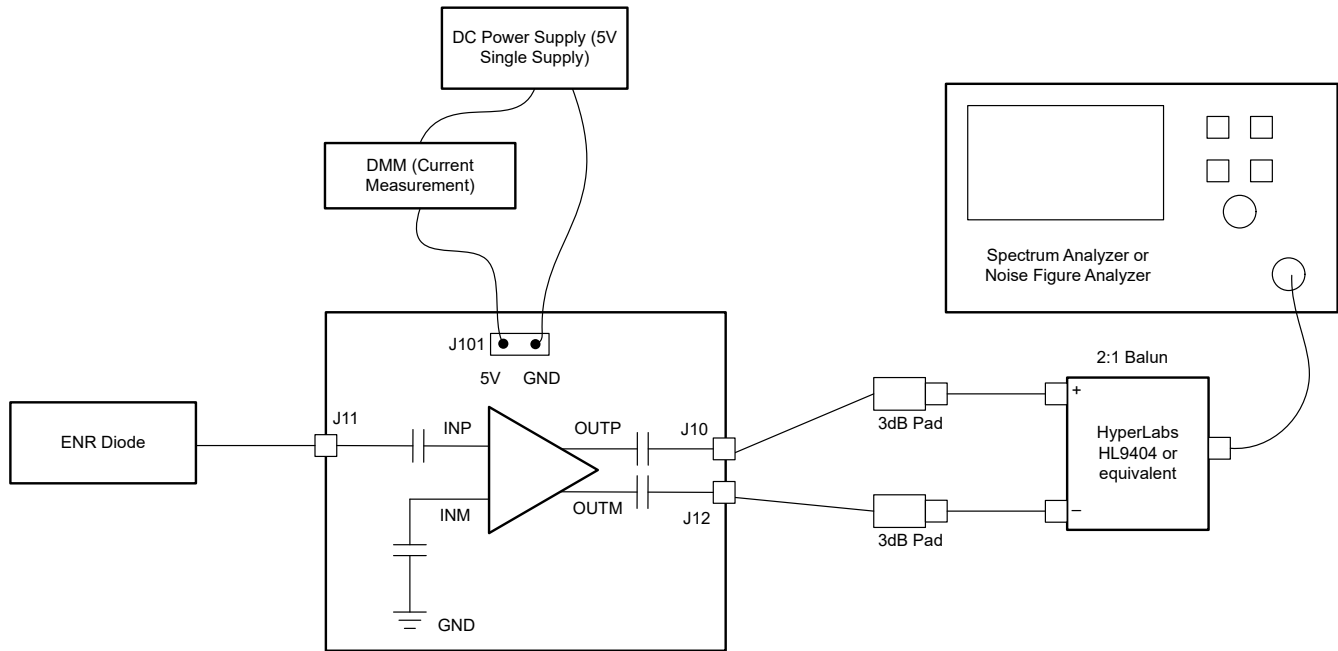 DC Power Supply (5V
Single Supply)
DMM (Current
Measurement)
Spectrum Analyzer or
Noise Figure Analyzer
J101
5V
GND
2:1 Balun
ENR Diode
J11
INP
OUTP
J10
3dB Pad
+
HyperLabs
HL9404 or
equivalent
INM
OUTM
J12
–
3dB Pad
GND